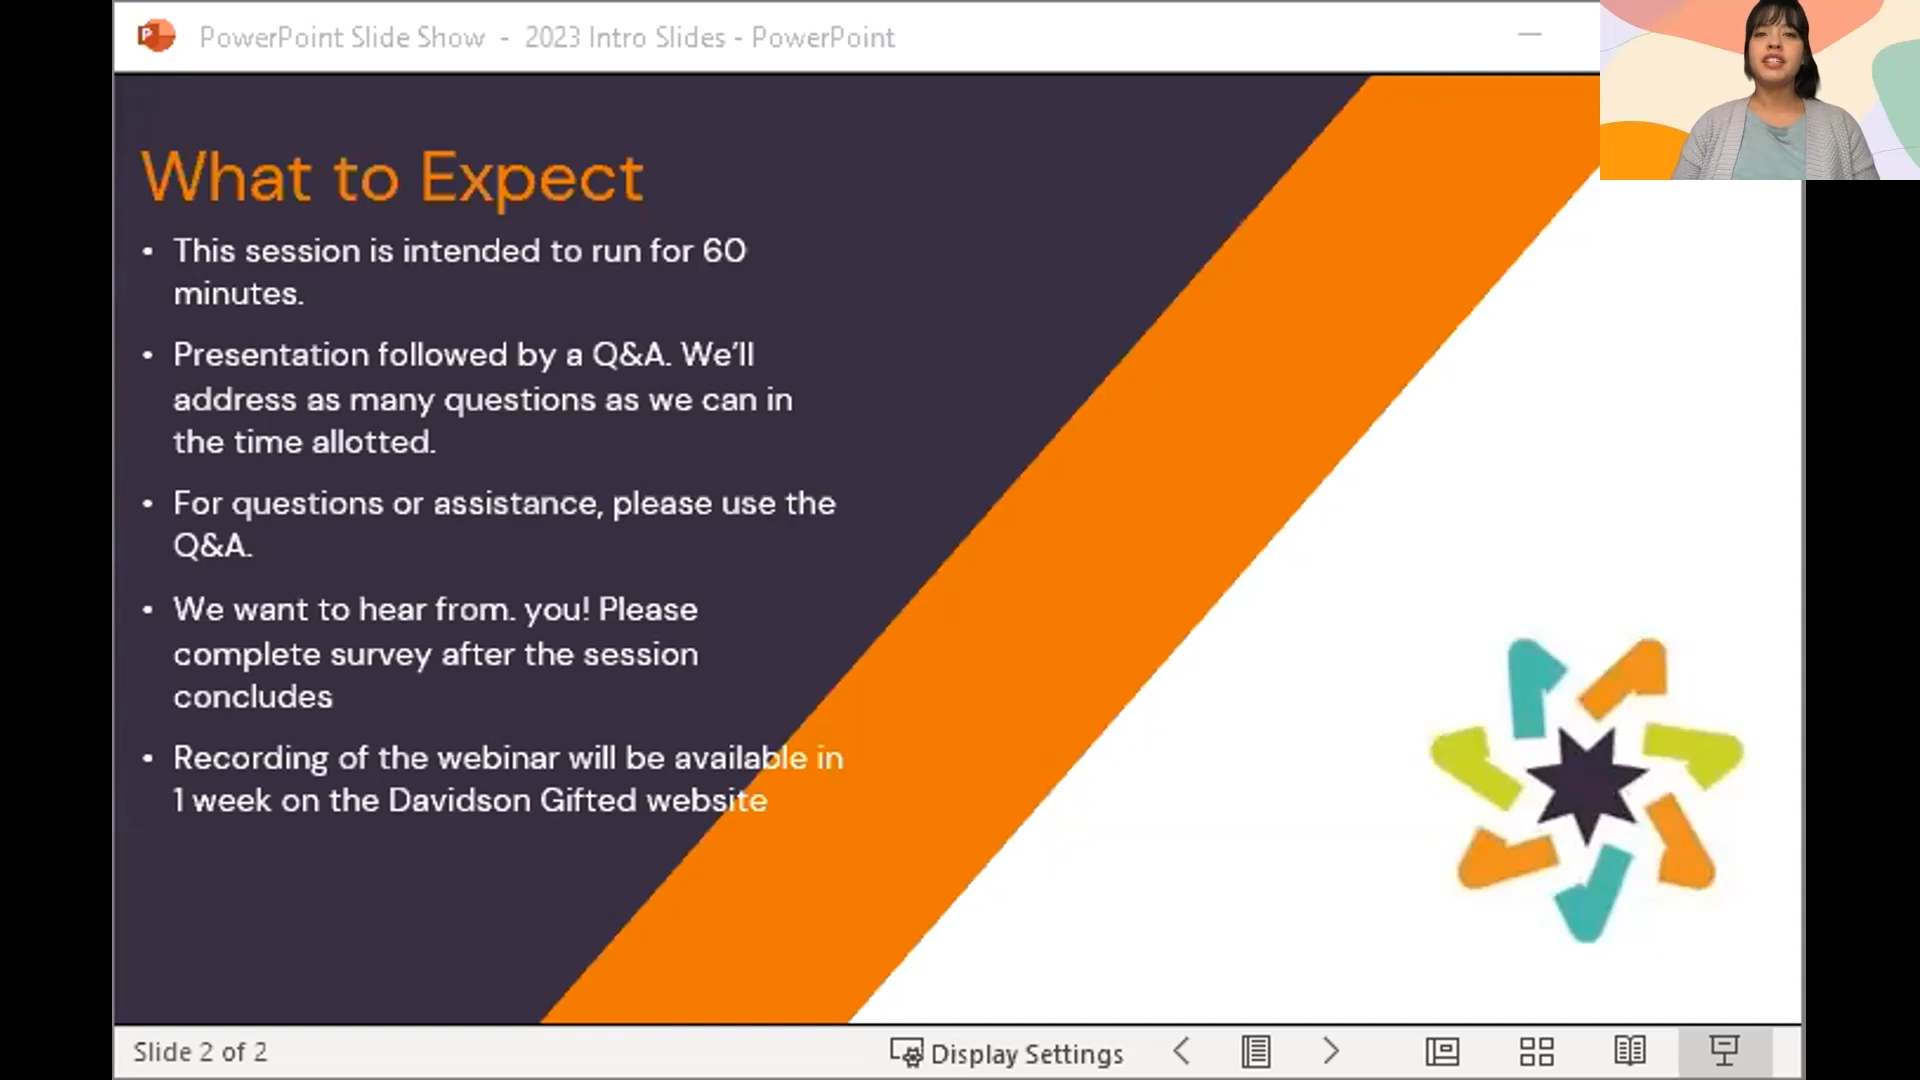 PowerPoint Slide Show - 2023 Intro Slides - PowerPoint
What to Expect
• This session is intended to run for 60
minutes.
• Presentation followed by a Q&A. We'll
address as many questions as we can in
the time allotted.
• For questions or assistance, please use the
Q&A.
• We want to hear from. you! Please
complete survey after the session
concludes
• Recording of the webinar will be available in
1 week on the Davidson Gifted website
Slide 2 of 2
Display Settings